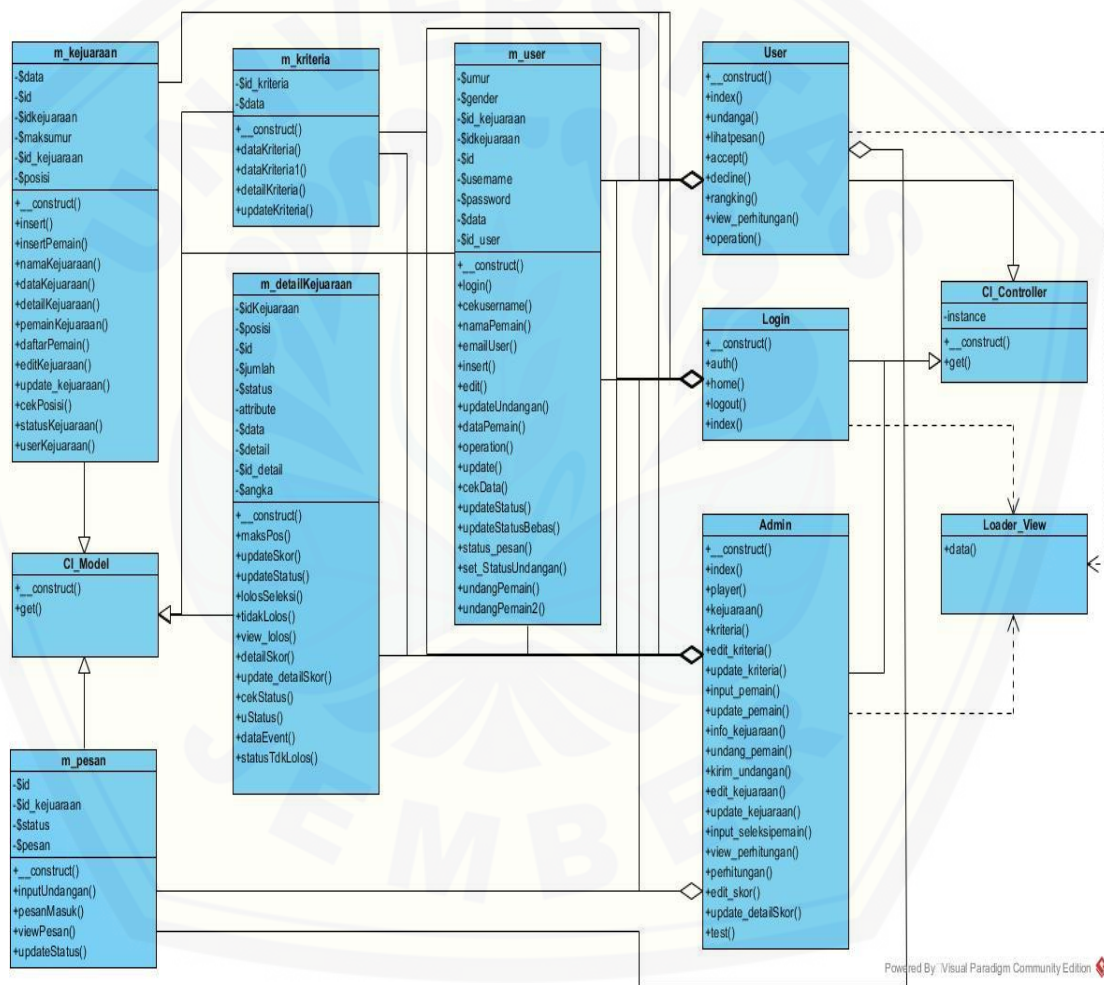 m_kejuaraan
-$data
-$id
-$idkejuaraan
-$maksumur
-$id_kejuaraan
-$posisi
+__construct()
+insert()
+insertPemain()
+namaKejuaraan()
+dataKejuaraan()
+detailKejuaraan()
+pemainKejuaraan()
+daftarPemain()
+editKejuaraan()
+update_kejuaraan()
+cekPosisi()
+statusKejuaraan()
+userKejuaraan()
CI_Model
+__construct()
+get()
m_pesan
-$id
-$id_kejuaraan
-$status
-$pesan
+__construct()
+inputUndangan()
+pesanMasuk()
+viewPesan()
+updateStatus()
m_kriteria
-$id_kriteria
-$data
+__construct()
+dataKriteria()
+dataKriteria1()
+detailKriteria()
+updateKriteria()
m_detailKejuaraan
-$idKejuaraan
-$posisi
-$id
-$jumlah
-$status
-attribute
-$data
-$detail
-$id_detail
-$angka
+__construct()
+maksPos()
+updateSkor()
+updateStatus()
+lolosSeleksi()
+tidakLolos()
+view_lolos()
+detailSkor()
+update_detailSkor()
+cekStatus()
+uStatus()
+dataEvent()
+statusTdkLolos()
m_user
-$umur
-$gender
-$id_kejuaraan
-$idkejuaraan
-$id
-$username
-$password
-$data
-$id_user
+__construct()
+login()
+cekusername()
+namaPemain()
+emailUser()
+insert()
+edit()
+updateUndangan()
+dataPemain()
+operation()
+update()
+cekData()
+updateStatus()
+updateStatusBebas()
+status_pesan()
+set_StatusUndangan()
+undangPemain()
+undangPemain2()
User
+__construct()
+index()
+undanga()
+lihatpesan()
+accept()
+decline()
+rangking()
+view_perhitungan()
+operation()
Login
+__construct()
+auth()
+home()
+logout()
+index()
Admin
+__construct()
+index()
+player()
+kejuaraan()
+kriteria()
+edit_kriteria()
+update_kriteria()
+input_pemain()
+update_pemain()
+info_kejuaraan()
+undang_pemain()
+kirim_undangan()
+edit_kejuaraan()
+update_kejuaraan()
+input_seleksipemain()
+view_perhitungan()
+perhitungan()
+edit_skor()
+update_detailSkor()
+test()
CI_Controller
-instance
+__construct()
+get()
Loader_View
+data()
UNIVERSITAS
JEMBER
Powered By Visual Paradigm Community Edition